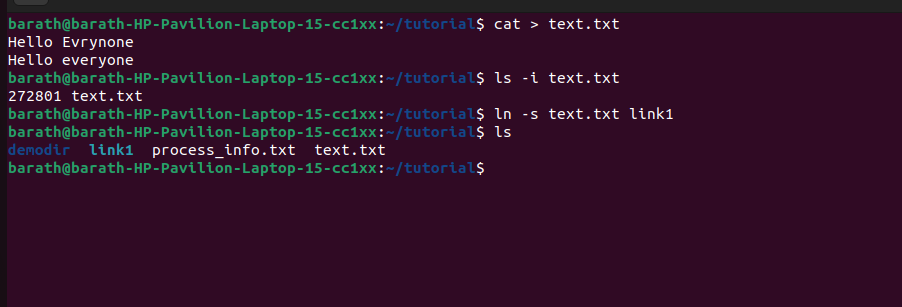 barath@barath-HP-Pavilion-Laptop-15-cc1xx:~/tutorial$ cat > text.txt
Hello Evrynone
Hello everyone
barath@barath-HP-Pavilion-Laptop-15-cc1xx:~/tutorial$ ls -i text.txt
272801 text.txt
barath@barath-HP-Pavilion-Laptop-15-cc1xx:~/tutorial$ ln -s text.txt link1
barath@barath-HP-Pavilion-Laptop-15-cc1xx:~/tutorial$ ls
demodir  link1  process_info.txt  text.txt
barath@barath-HP-Pavilion-Laptop-15-cc1xx:~/tutorial$